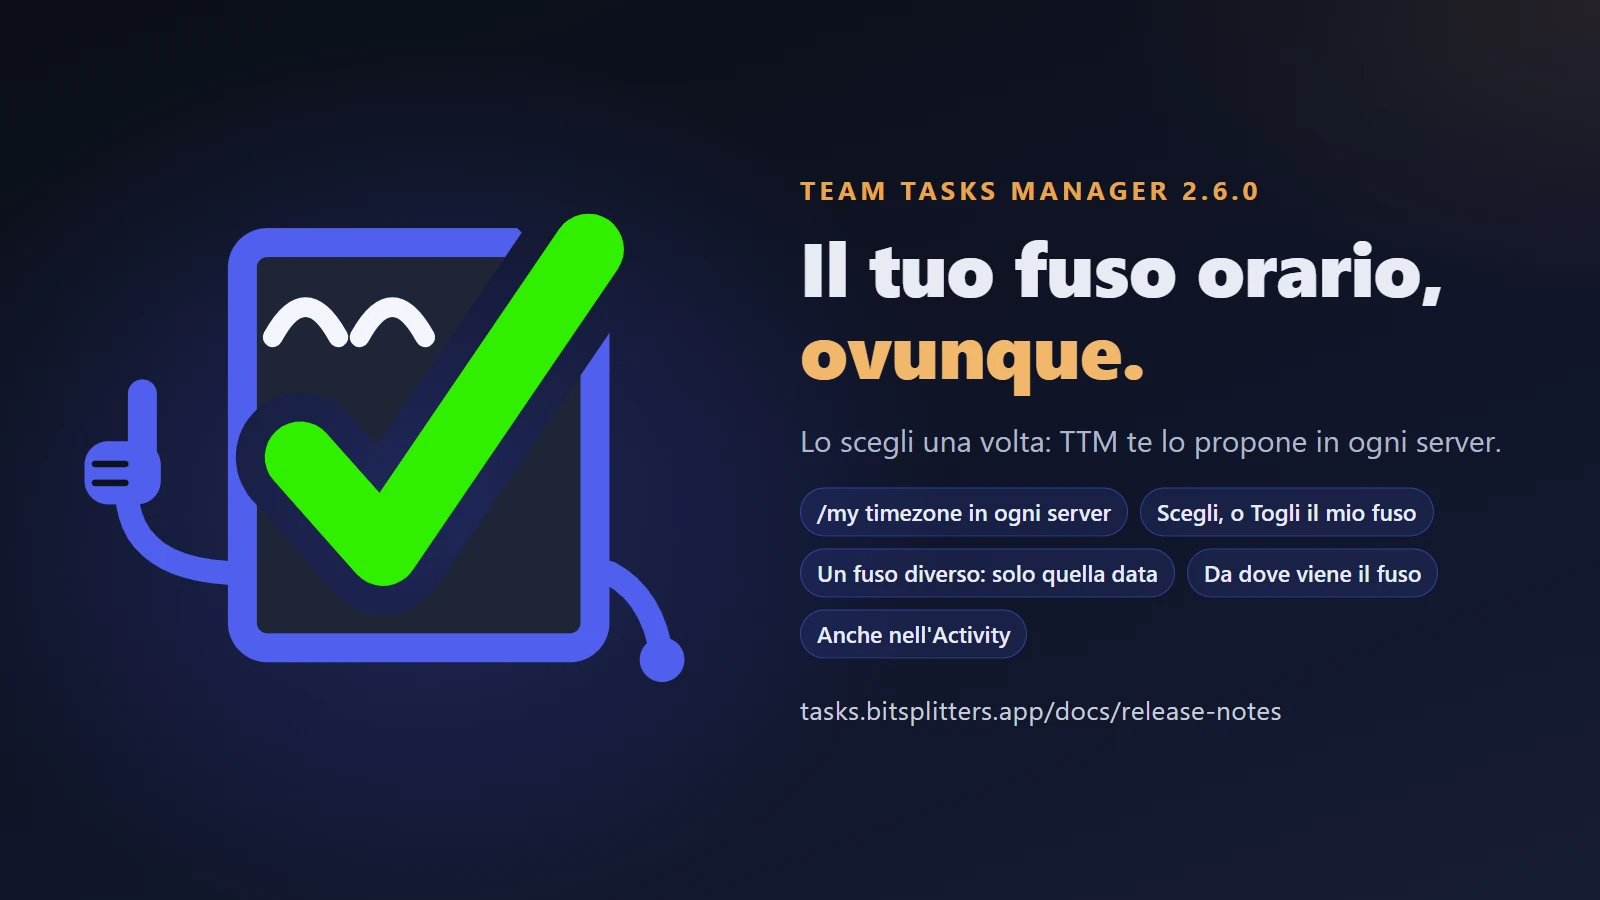 TEAM TASKS MANAGER 2.6.0
Il tuo fuso orario,
ovunque.
Lo scegli una volta: TTM te lo propone in ogni server.
/my timezone in ogni server
Scegli, o Togli il mio fuso
Un fuso diverso: solo quella data
Da dove viene il fuso
Anche nell'Activity
tasks.bitsplitters.app/docs/release-notes